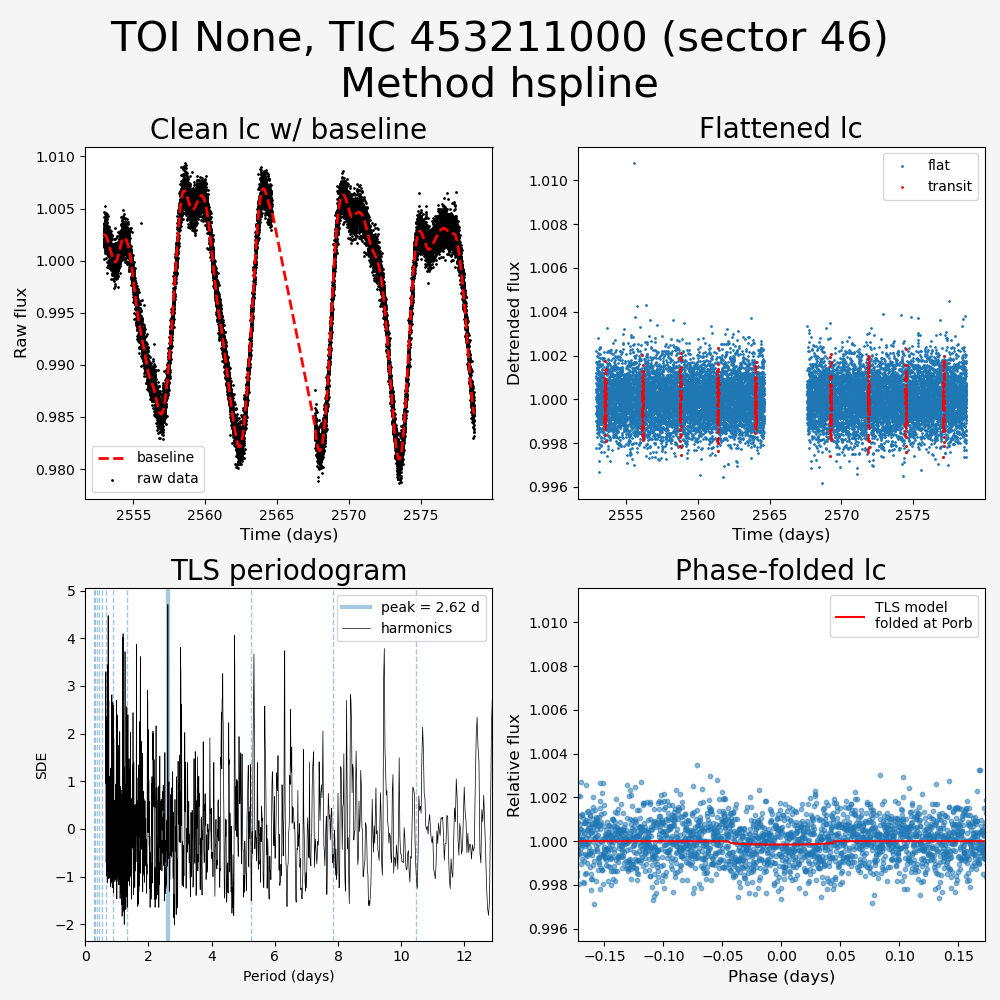 TOI None, TIC 453211000 (sector 46)
Method hspline
Clean lc w/ baseline
1.010
1.005
1.000
0.995
0.990
0.985
0.980
Raw flux
baseline
raw data
2555
2560
2565
2570
2575
Time (days)
Flattened lc
1.010
1.008
1.006
1.004
1.002
1.000
0.998
0.996
Detrended flux
flat
transit
2555
2560
2565
2570
2575
Time (days)
TLS periodogram
5
4
3
2
1
0
−1
−2
SDE
peak = 2.62 d
harmonics
0
2
4
6
8
10
12
Period (days)
Phase-folded lc
1.010
1.008
1.006
1.004
1.002
1.000
0.998
0.996
Relative flux
TLS model
folded at Porb
−0.15
−0.10
−0.05
0.00
0.05
0.10
0.15
Phase (days)